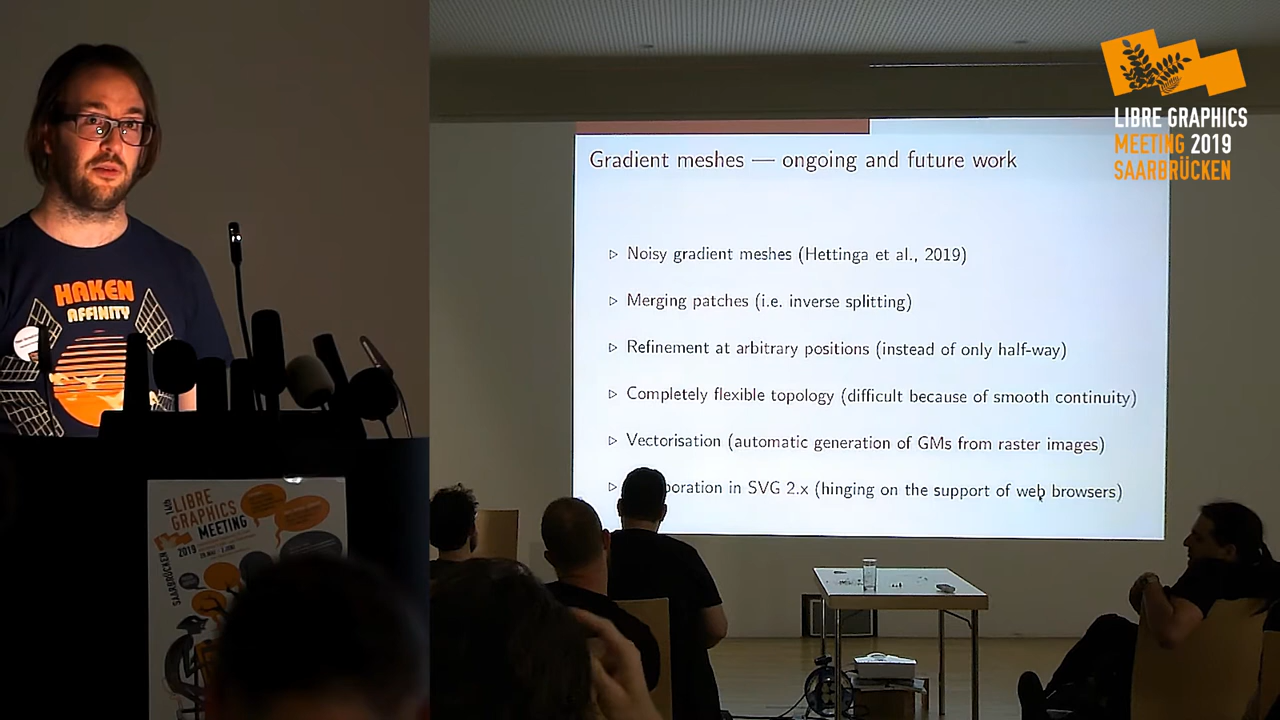 LIBRE GRAPHICS
MEETING 2019
SAARBRÜCKEN
Gradient meshes — ongoing and future work
▷ Noisy gradient meshes (Hettinga et al., 2019)
▷ Merging patches (i.e. inverse splitting)
▷ Refinement at arbitrary positions (instead of only half-way)
▷ Completely flexible topology (difficult because of smooth continuity)
▷ Vectorisation (automatic generation of GMs from raster images)
▷ in SVG 2.x (hinging on the support of web browsers)
HAKEN
AFFINITY
LIBRE
GRAPHICS
MEETING
2019
SAARBRÜCKEN